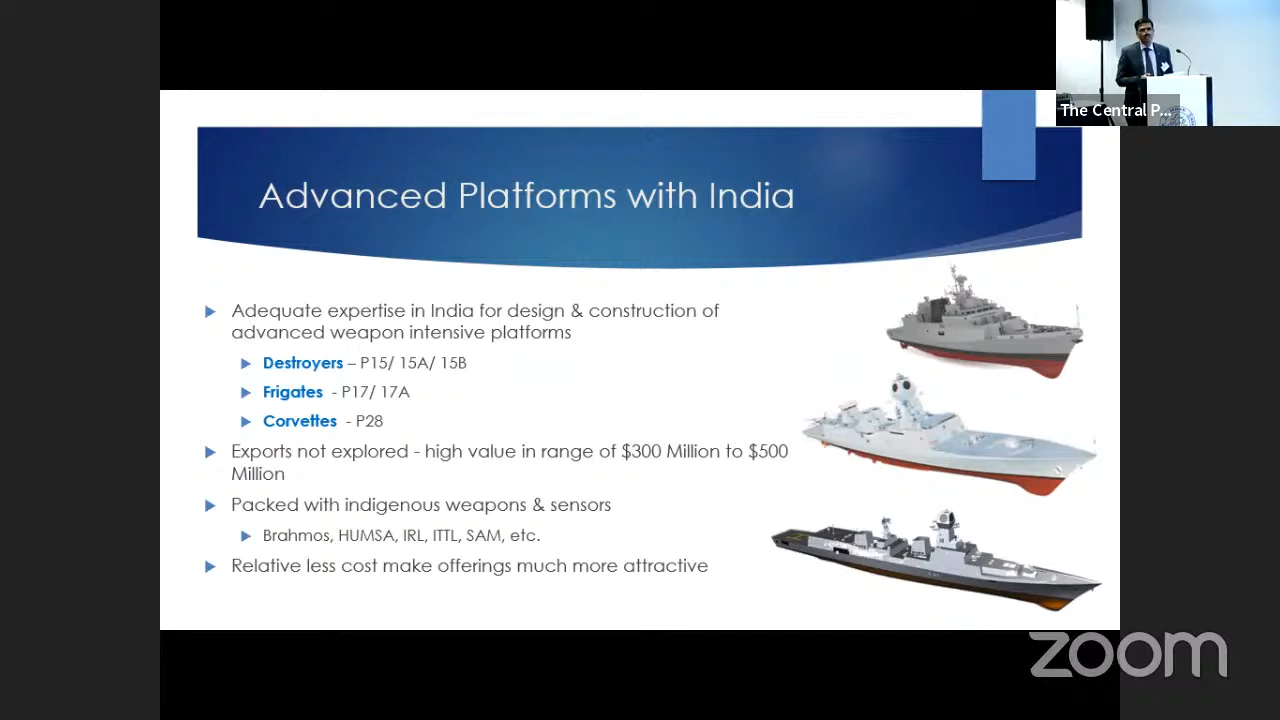 The Central P...
Advanced Platforms with India
Adequate expertise in India for design & construction of
advanced weapon intensive platforms
Destroyers – P15/ 15A/ 15B
Frigates - P17/ 17A
Corvettes - P28
Exports not explored - high value in range of $300 Million to $500
Million
Packed with indigenous weapons & sensors
Brahmos, HUMSA, IRL, ITTL, SAM, etc.
Relative less cost make offerings much more attractive
zoom